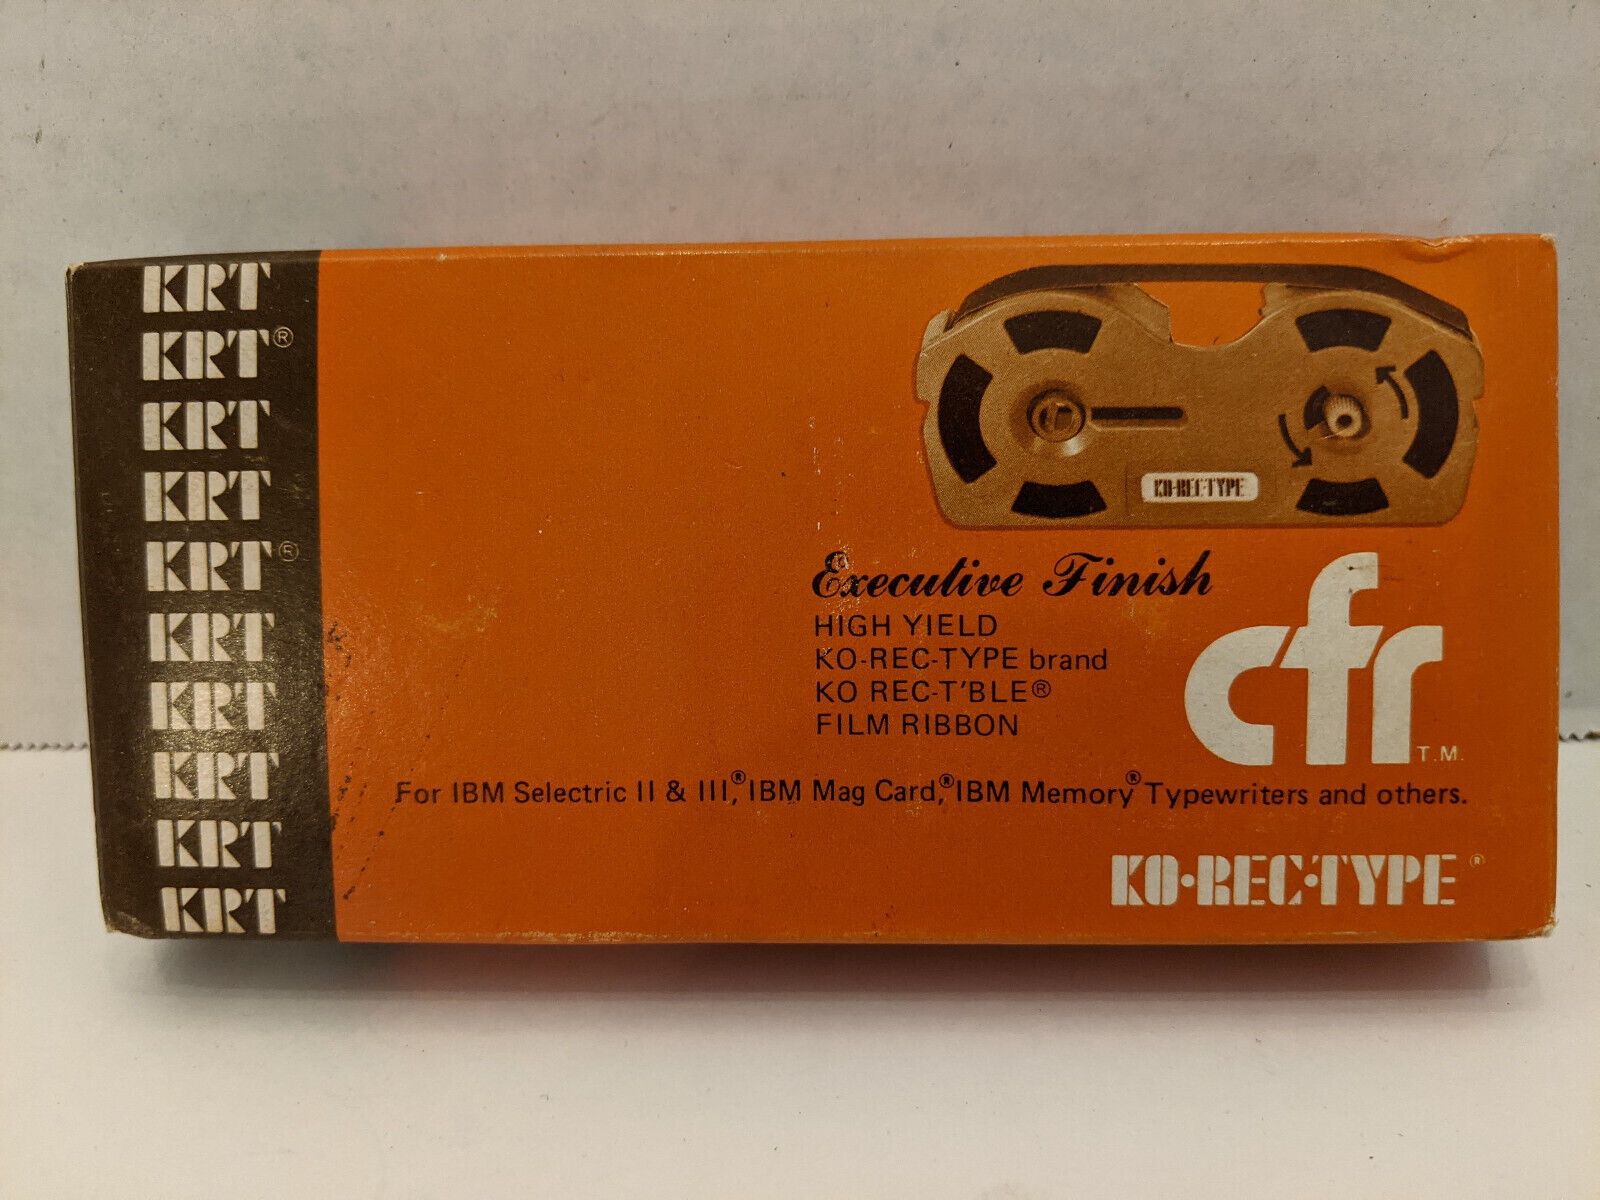 KRT
KRT®
KRT
KRT
KRT®
KRT
KRT
KRT
KRT
KRT
KO·REC·TYPE
Executive Finish
HIGH YIELD
KO-REC-TYPE brand
KO REC-T'BLE®
FILM RIBBON
cfr T.M.
For IBM Selectric II & III,® IBM Mag Card,® IBM Memory® Typewriters and others.
KO·REC·TYPE®